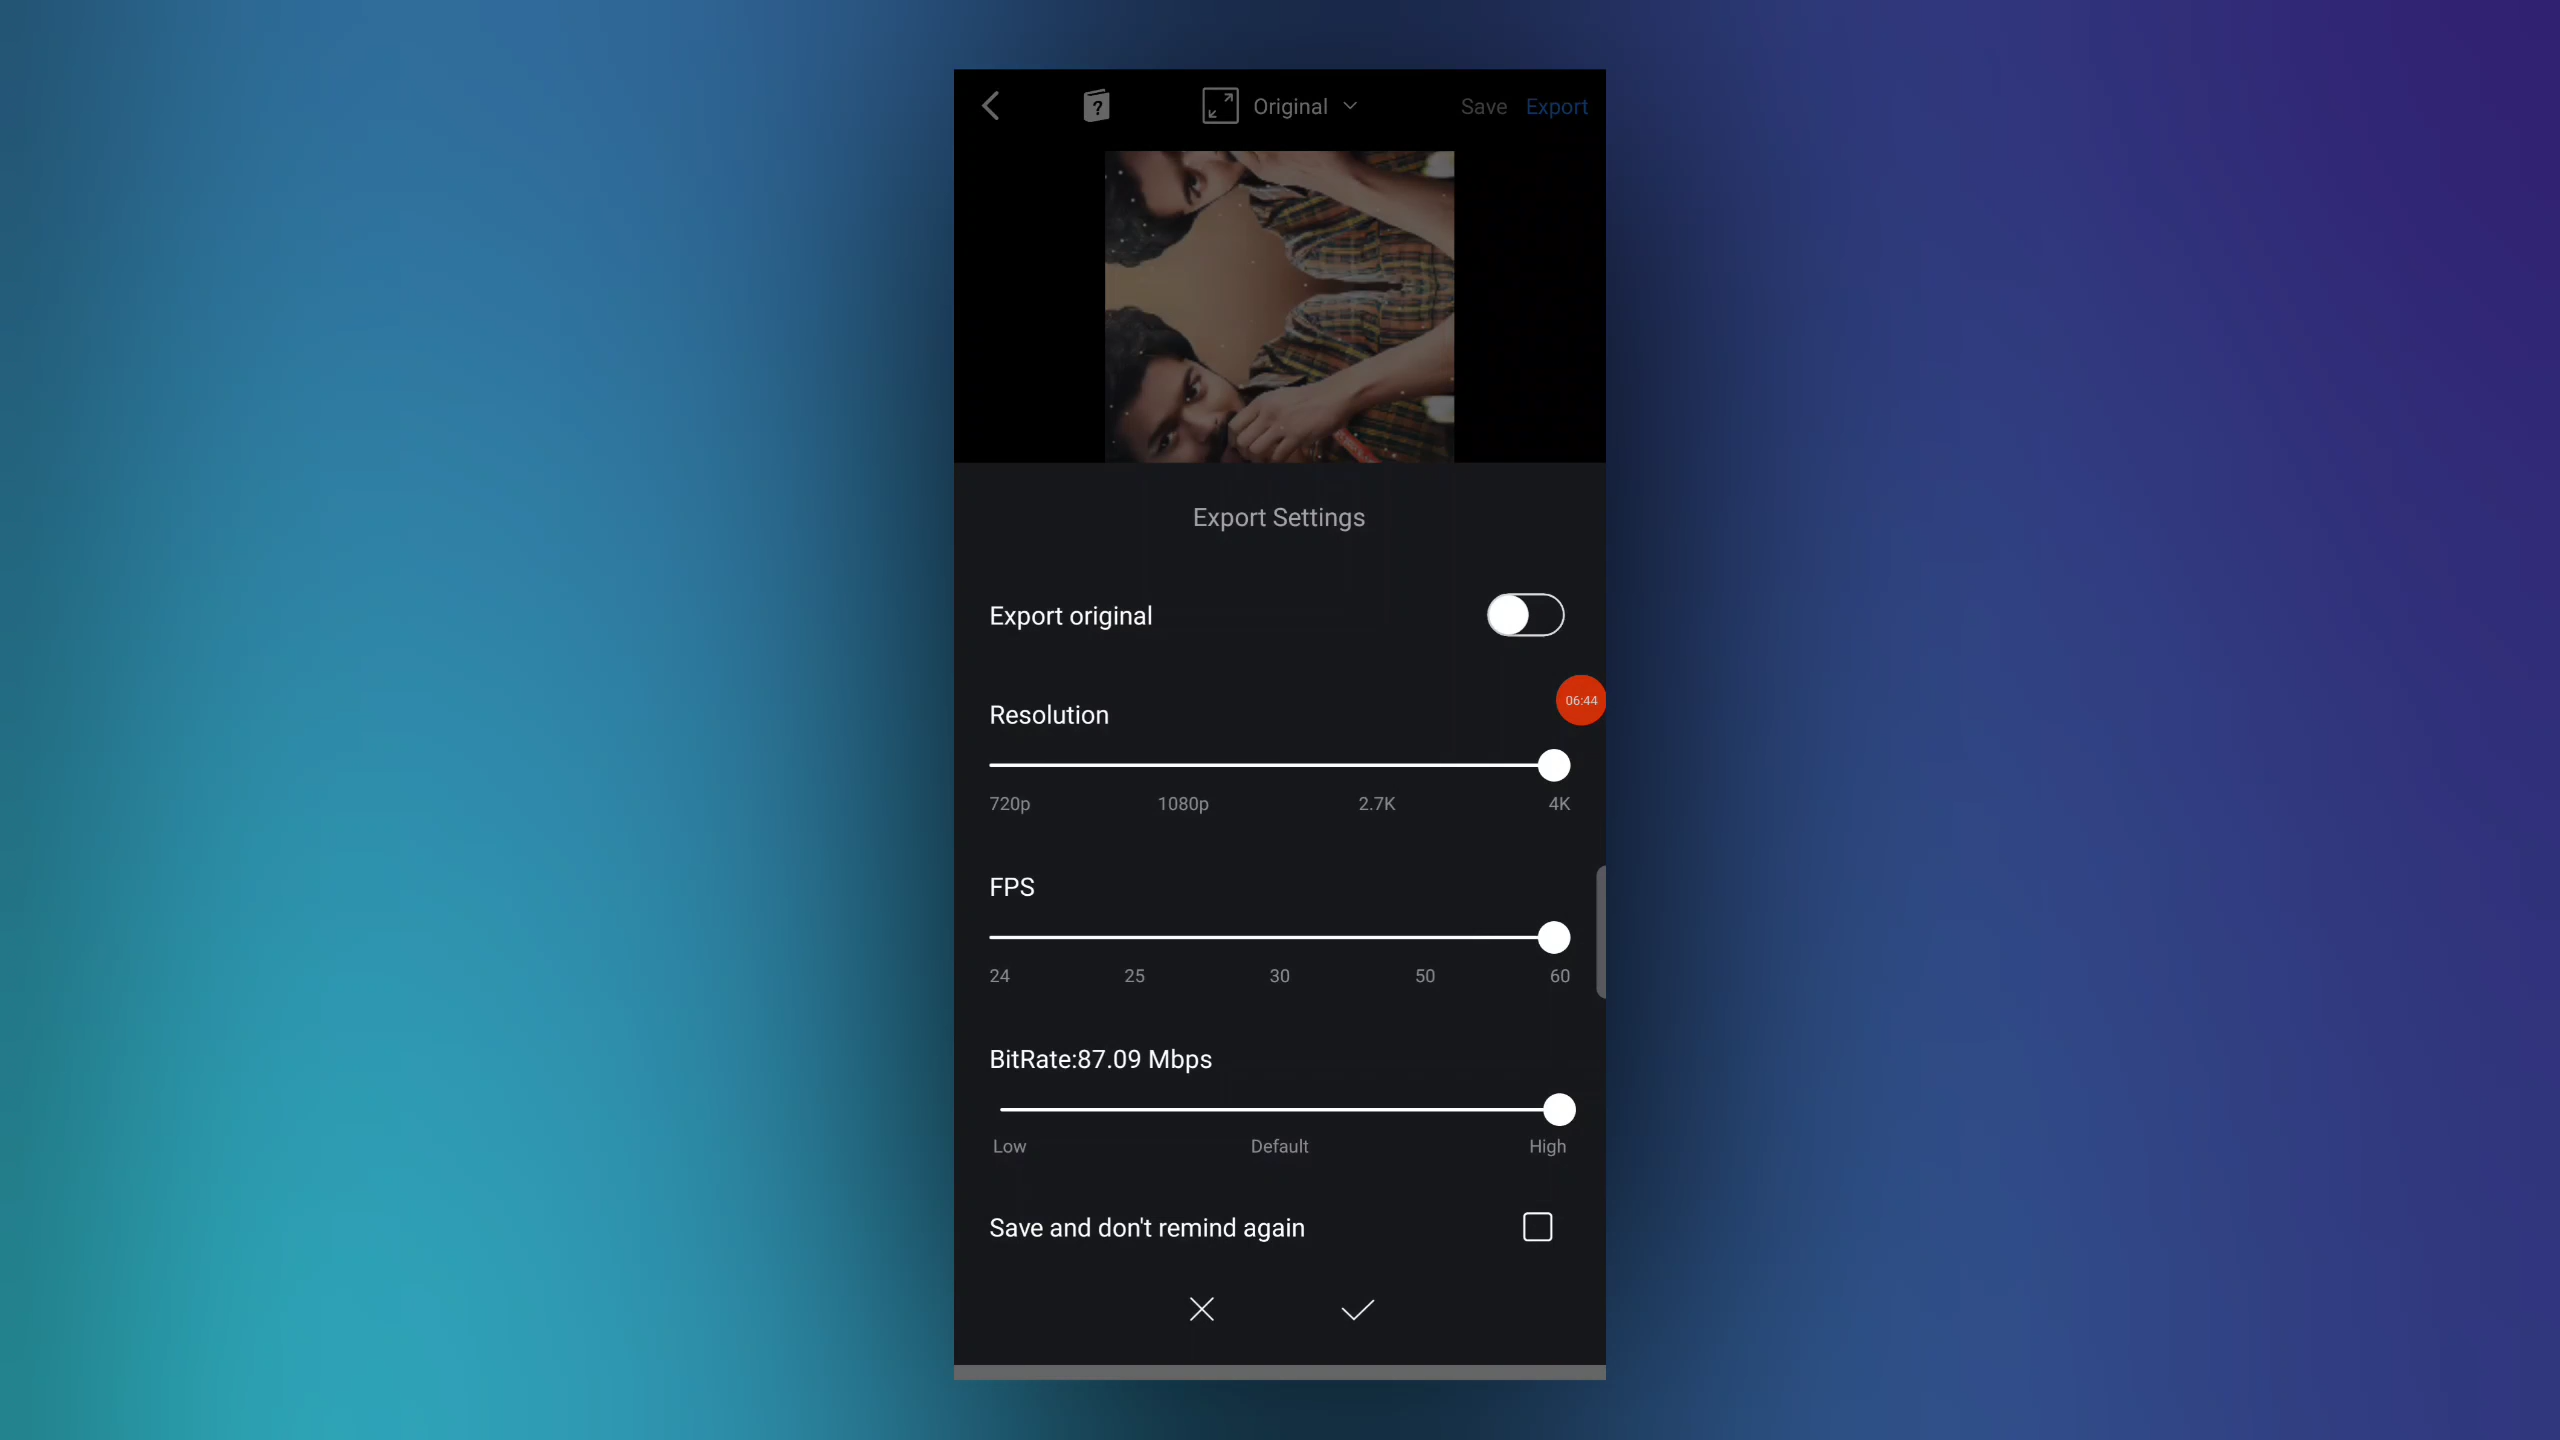 ?
Original
Save Export
Export Settings
Export original
06:44
Resolution
720p 1080p 2.7K 4K
FPS
24 25 30 50 60
BitRate:87.09 Mbps
Low Default High
Save and don't remind again